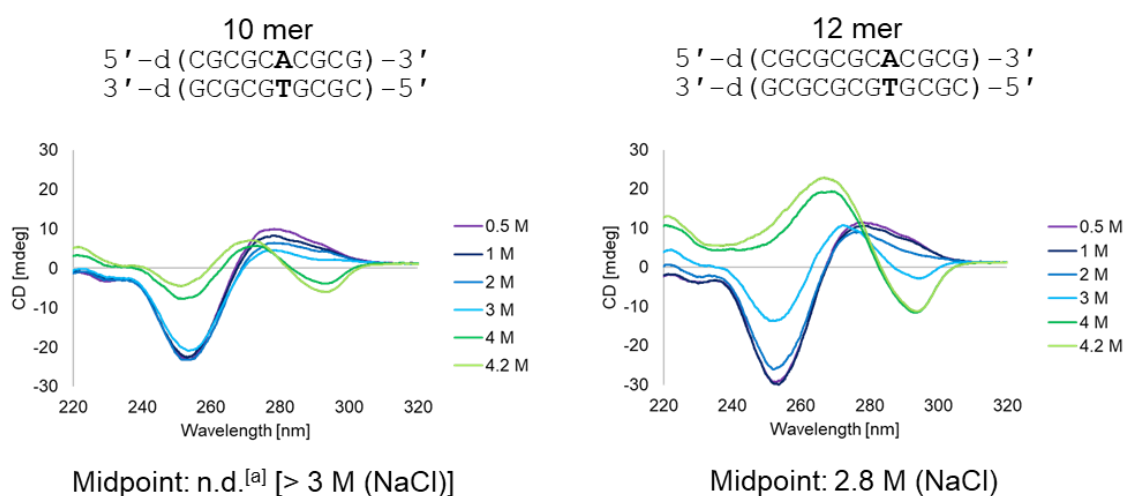 10 mer
5′-d(CGCGCACGCG)-3′
3′-d(GCGCGTGCGC)-5′
30
20
10
0
-10
-20
-30
CD [mdeg]
220
240
260
280
300
320
Wavelength [nm]
0.5 M
1 M
2 M
3 M
4 M
4.2 M
Midpoint: n.d.[a] [> 3 M (NaCl)]
12 mer
5′-d(CGCGCGCACGCG)-3′
3′-d(GCGCGCGTGCGC)-5′
30
20
10
0
-10
-20
-30
CD [mdeg]
220
240
260
280
300
320
Wavelength [nm]
0.5 M
1 M
2 M
3 M
4 M
4.2 M
Midpoint: 2.8 M (NaCl)